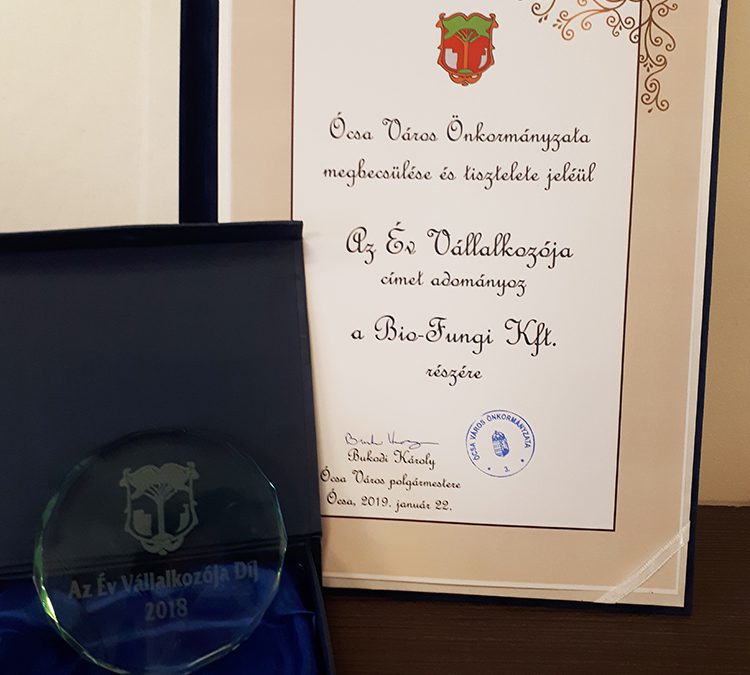 Ócsa Város Önkormányzata
megbecsülése és tisztelete jeléül
Az Év Vállalkozója
címet adományoz
a Bio-Fungi Kft.
részére
Bukodi Károly
Ócsa Város polgármestere
Ócsa, 2019. január 22.
ÓCSA VÁROS ÖNKORMÁNYZATA
3.
Az Év Vállalkozója Díj
2018